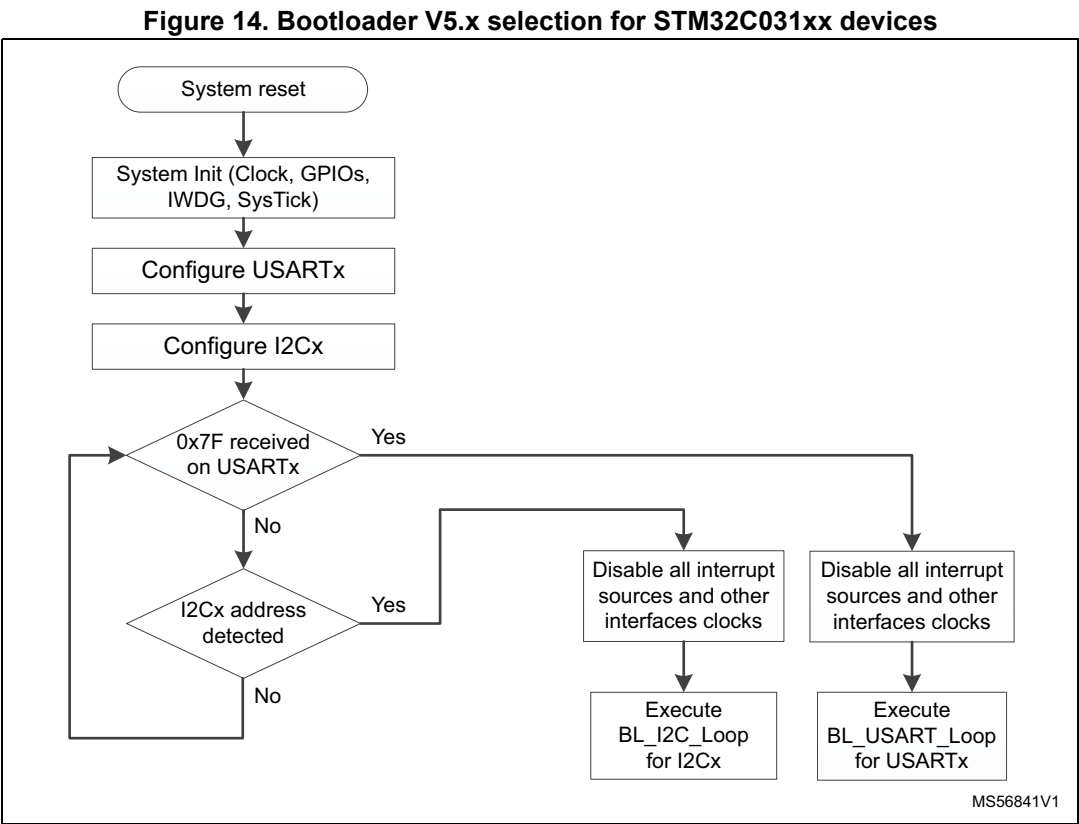 Figure 14. Bootloader V5.x selection for STM32C031xx devices
System reset
System Init (Clock, GPIOs,
IWDG, SysTick)
Configure USARTx
Configure I2Cx
0x7F received
on USARTx
Yes
No
I2Cx address
detected
Yes
No
Disable all interrupt
sources and other
interfaces clocks
Disable all interrupt
sources and other
interfaces clocks
Execute
BL_I2C_Loop
for I2Cx
Execute
BL_USART_Loop
for USARTx
MS56841V1